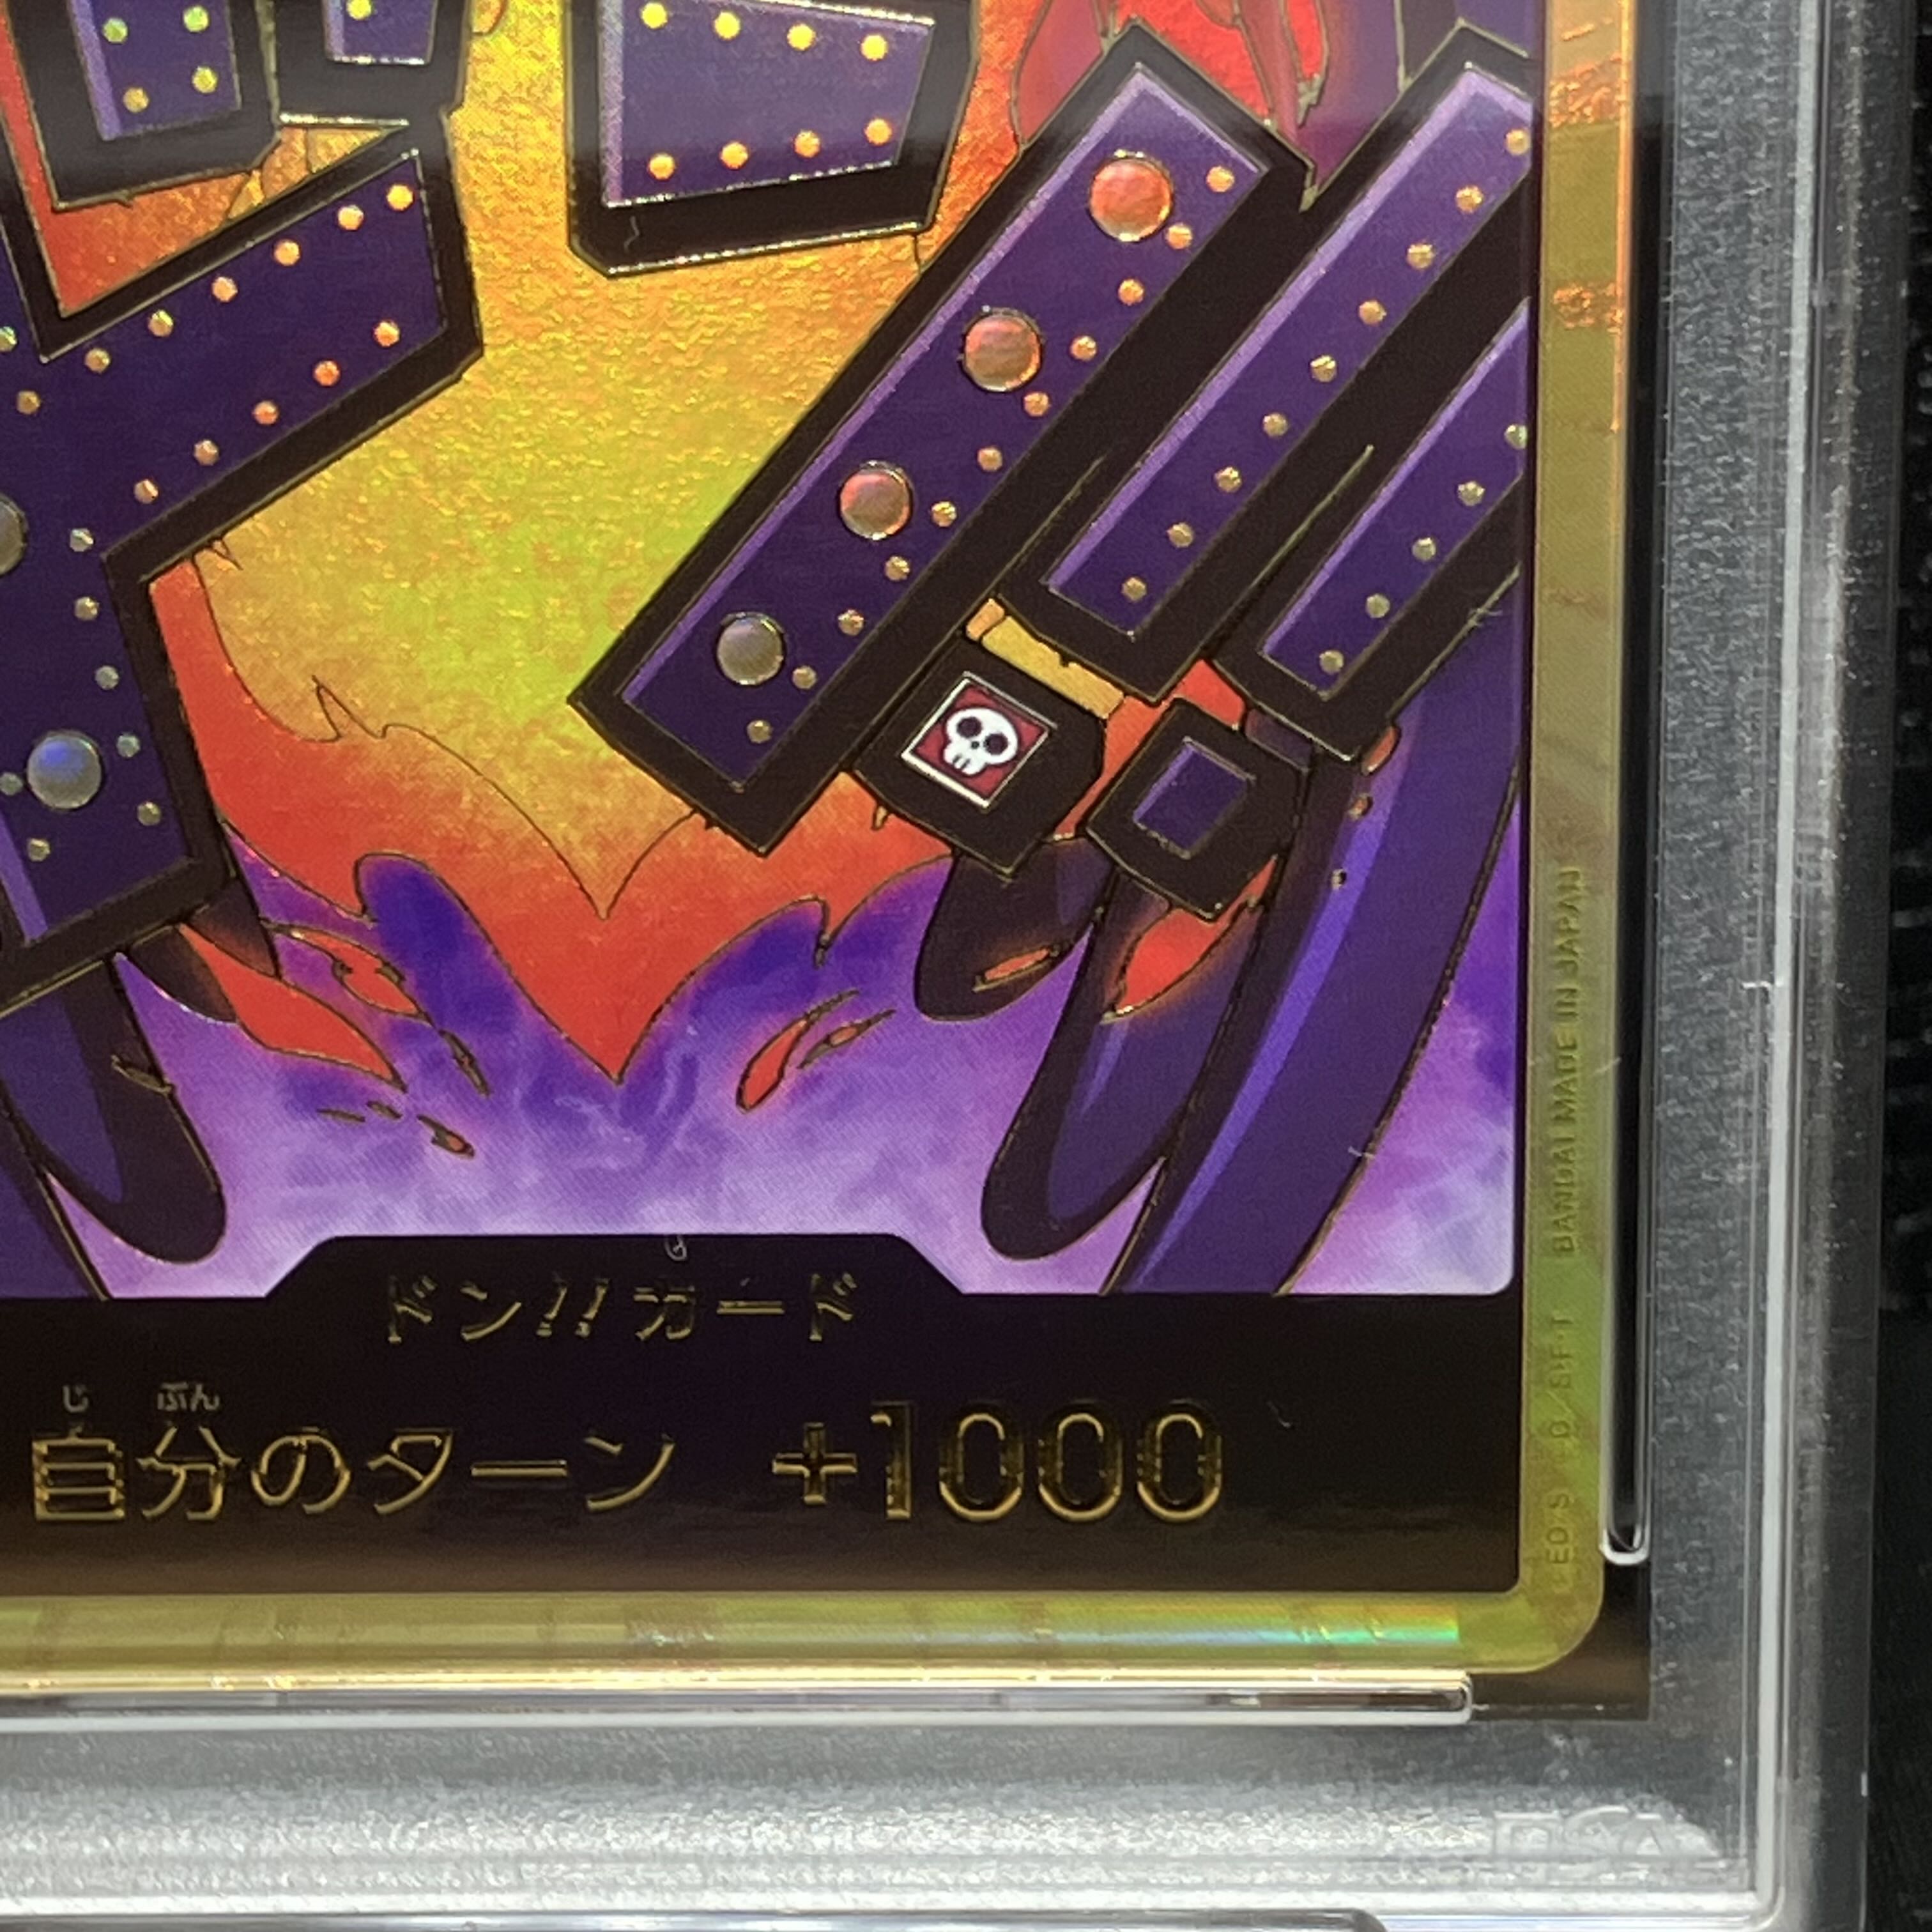 ドン!!カード
じ ぶん
自分のターン +1000
BANDAI MADE IN JAPAN
PSA